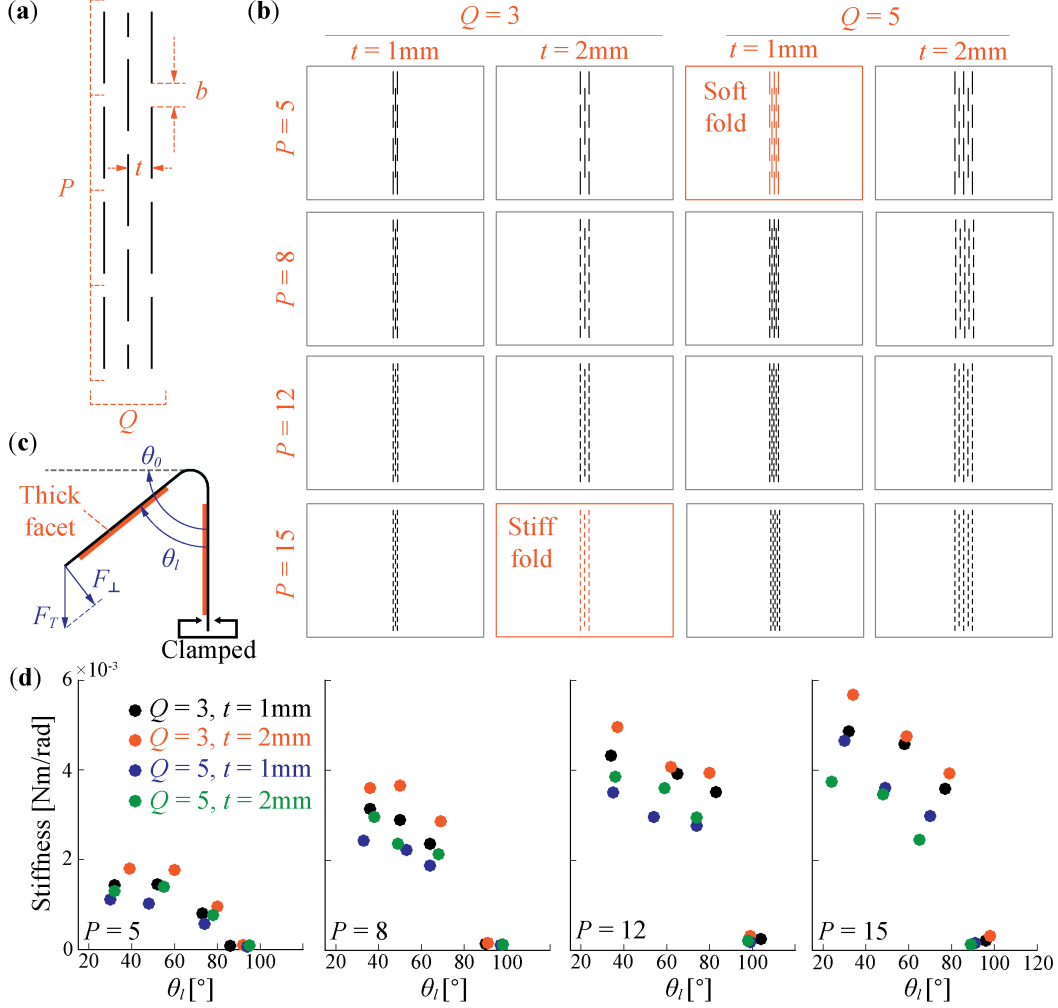 (a)
b
t
P
Q
(b)
Q = 3
Q = 5
t = 1mm
t = 2mm
t = 1mm
t = 2mm
P = 5
Soft
fold
P = 8
P = 12
P = 15
Stiff
fold
(c)
θ0
Thick
facet
θl
F⊥
FT
Clamped
(d)
×10-3
Stiffness [Nm/rad]
6
4
2
0
Q = 3, t = 1mm
Q = 3, t = 2mm
Q = 5, t = 1mm
Q = 5, t = 2mm
P = 5
P = 8
P = 12
P = 15
20 40 60 80 100
20 40 60 80 100
20 40 60 80 100
20 40 60 80 100 120
θl [°]
θl [°]
θl [°]
θl [°]